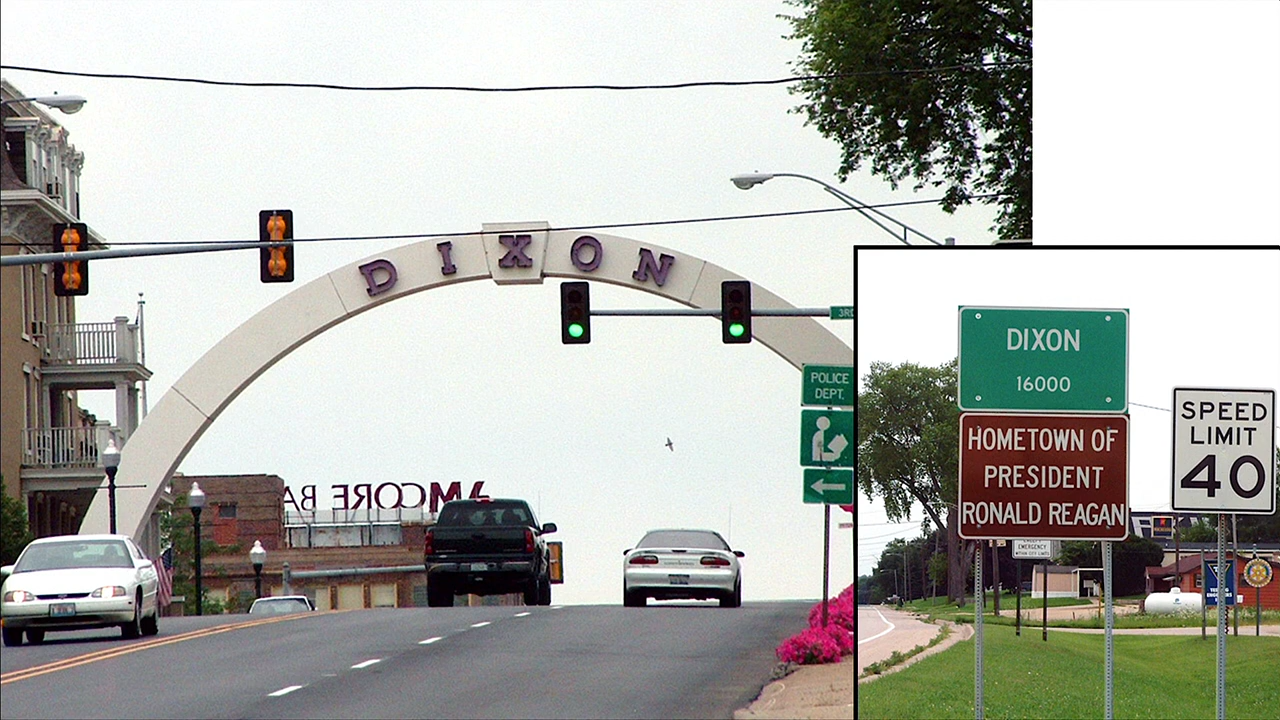 DIXON
3RD
POLICE
DEPT.
AMCORE BA
DIXON
16000
HOMETOWN OF
PRESIDENT
RONALD REAGAN
SPEED
LIMIT
40
EMERGENCY